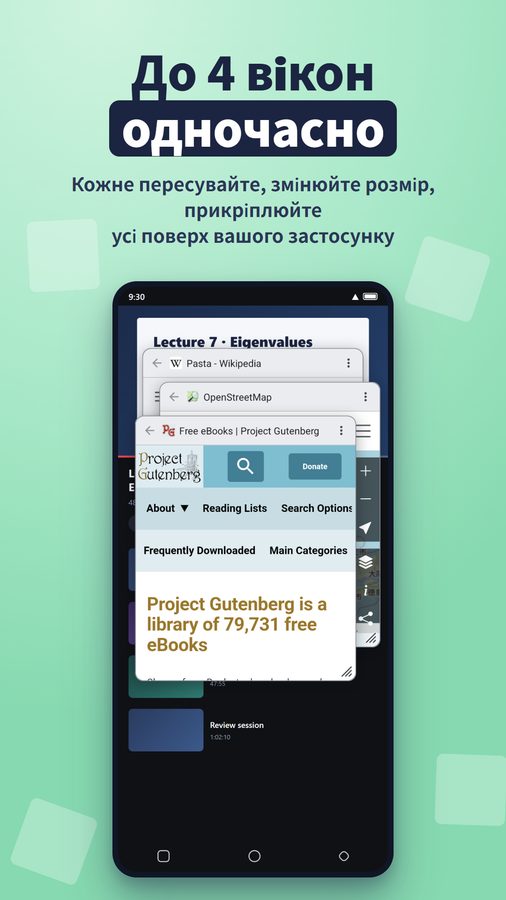 До 4 вікон
одночасно
Кожне пересувайте, змінюйте розмір,
прикріплюйте
усі поверх вашого застосунку
9:30
Lecture 7 · Eigenvalues
W Pasta - Wikipedia
OpenStreetMap
PG Free eBooks | Project Gutenberg
Project
Gutenberg
Donate
About ▼ Reading Lists Search Options
Frequently Downloaded Main Categories
Project Gutenberg is a
library of 79,731 free
eBooks
47:55
Review session
1:02:10